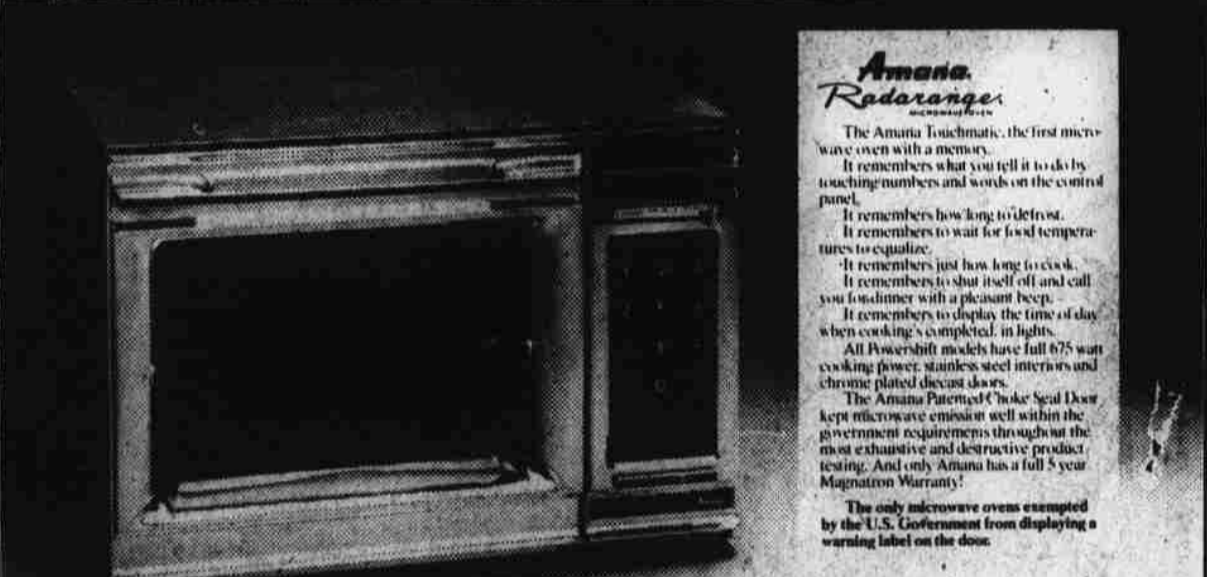 Amana.
Radarange.
MICROWAVE OVEN
The Amana Touchmatic, the first micro-
wave oven with a memory.
It remembers what you tell it to do by
touching numbers and words on the control
panel.
It remembers how long to defrost.
It remembers to wait for food tempera-
tures to equalize.
It remembers just how long to cook.
It remembers to shut itself off and call
you for dinner with a pleasant beep.
It remembers to display the time of day
when cooking's completed, in lights.
All Powershift models have full 675 watt
cooking power, stainless steel interiors and
chrome plated diecast doors.
The Amana Patented Choke Seal Door
kept microwave emission well within the
government requirements throughout the
most exhaustive and destructive product
testing. And only Amana has a full 5 year
Magnatron Warranty!
The only microwave ovens exempted
by the U.S. Government from displaying a
warning label on the door.